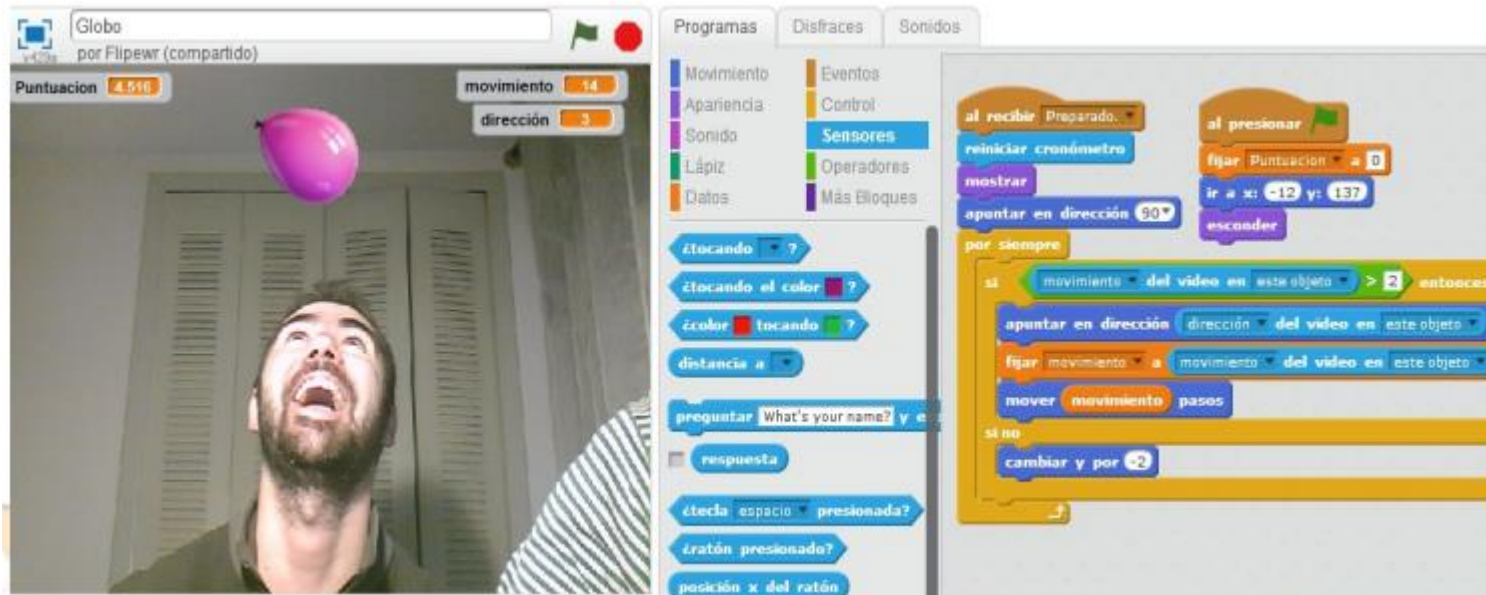 Globo
por Flipewr (compartido)
v429a
Puntuacion 4.516
movimiento 14
dirección 3
Programas Disfraces Sonidos
Movimiento Eventos
Apariencia Control
Sonido Sensores
Lápiz Operadores
Datos Más Bloques
¿tocando ?
¿tocando el color ?
¿color tocando ?
distancia a
preguntar What's your name? y e
respuesta
¿tecla espacio presionada?
¿ratón presionado?
posición x del ratón
al recibir Preparado.
reiniciar cronómetro
mostrar
apuntar en dirección 90
por siempre
si movimiento del video en este objeto > 2 entonces
apuntar en dirección dirección del video en este objeto
fijar movimiento a movimiento del video en este objeto
mover movimiento pasos
si no
cambiar y por -2
al presionar
fijar Puntuacion a 0
ir a x: -12 y: 137
esconder